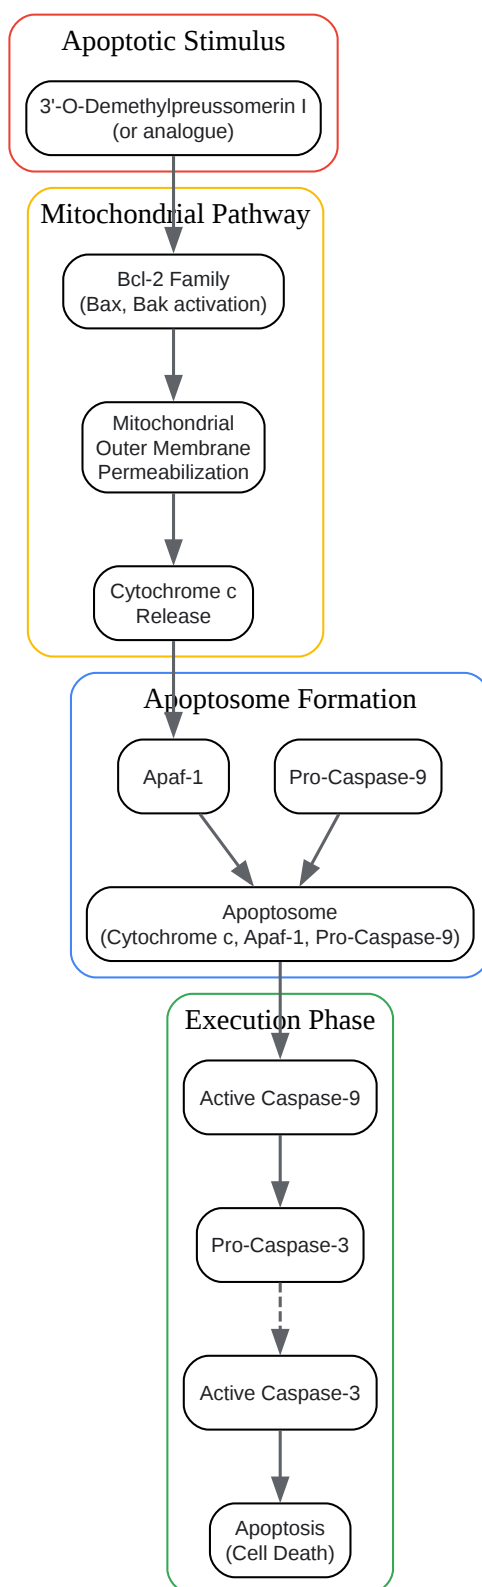 Apoptotic Stimulus
3'-O-Demethylpreussomerin I
(or analogue)
Mitochondrial Pathway
Bcl-2 Family
(Bax, Bak activation)
Mitochondrial
Outer Membrane
Permeabilization
Cytochrome c
Release
Apoptosome Formation
Apaf-1
Pro-Caspase-9
Apoptosome
(Cytochrome c, Apaf-1, Pro-Caspase-9)
Execution Phase
Active Caspase-9
Pro-Caspase-3
Active Caspase-3
Apoptosis
(Cell Death)